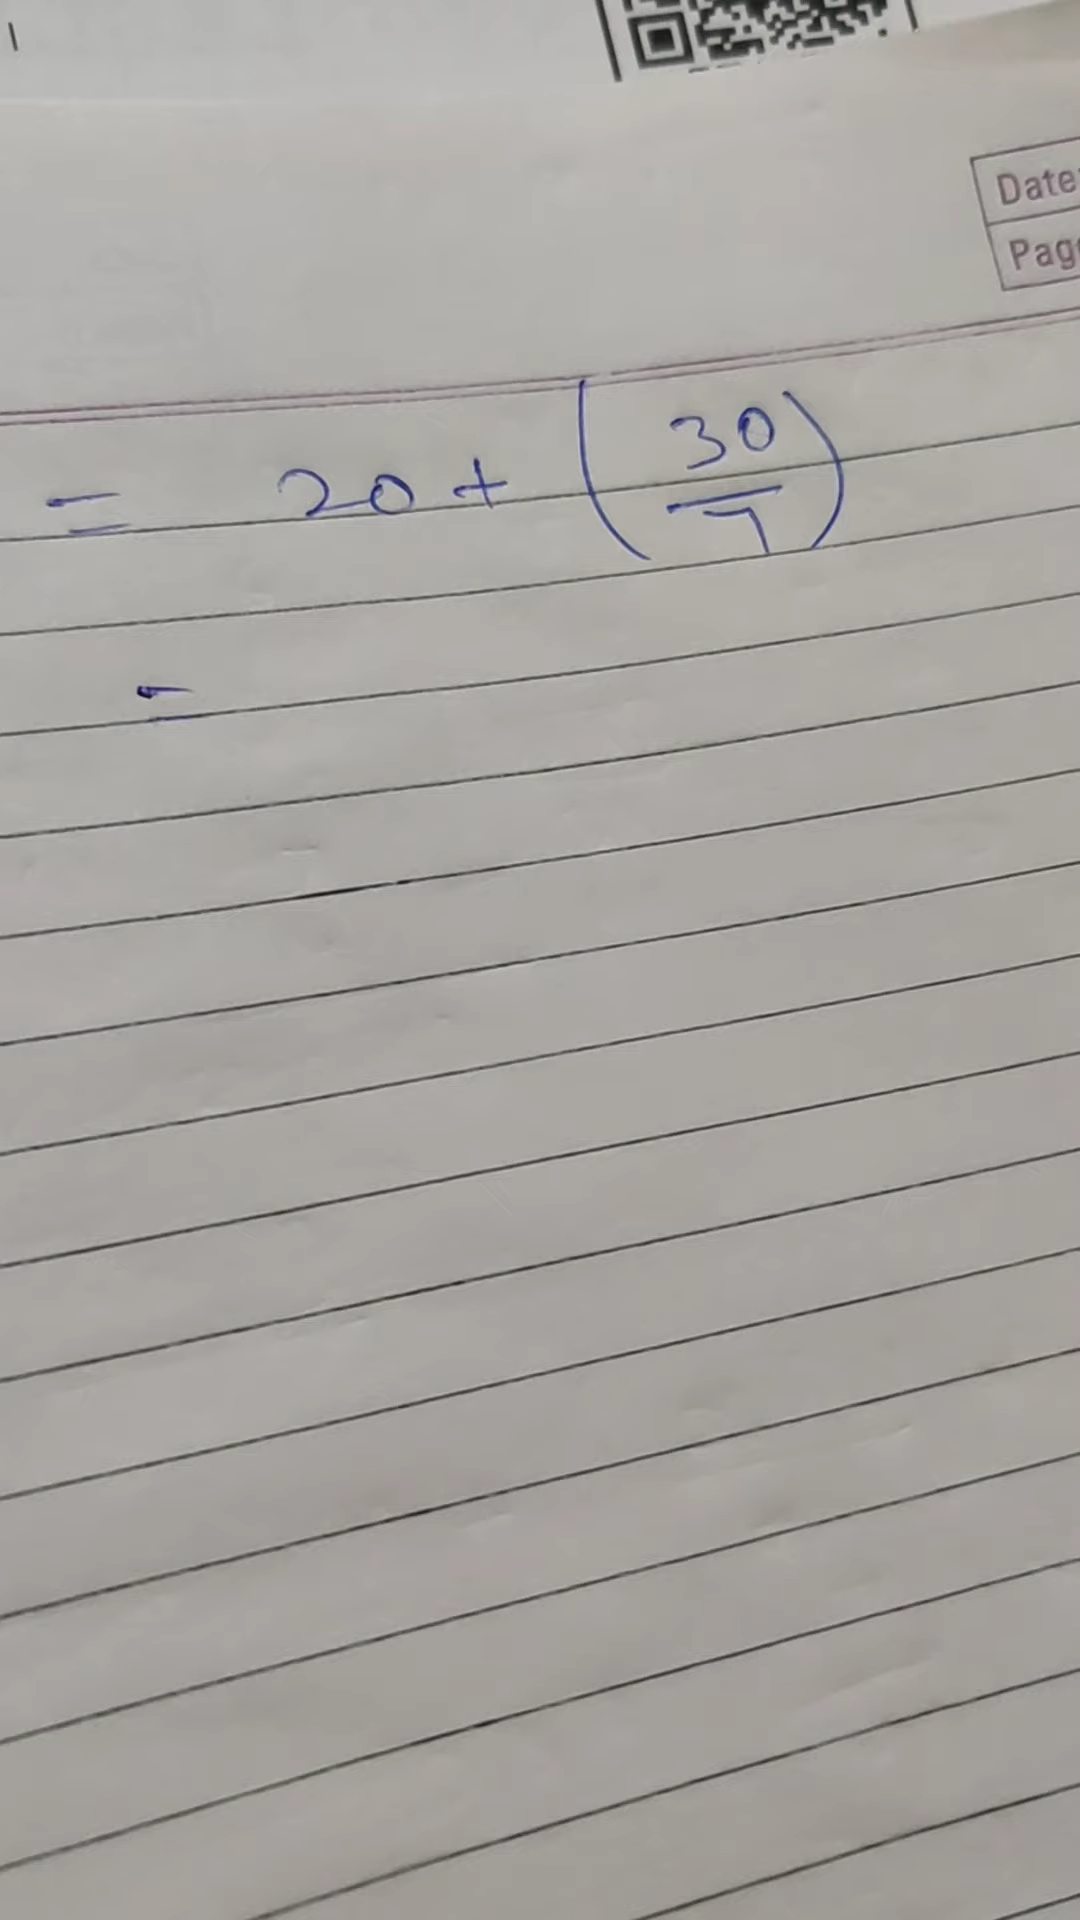 Date:
Page
= 20 + (30/7)
=